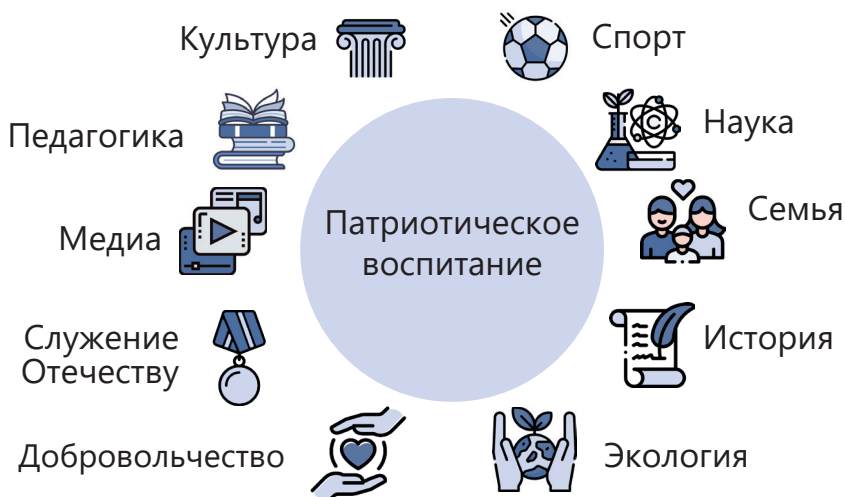 Культура
Спорт
Педагогика
Наука
Медиа
Семья
Патриотическое
воспитание
Служение
Отечеству
История
Добровольчество
Экология